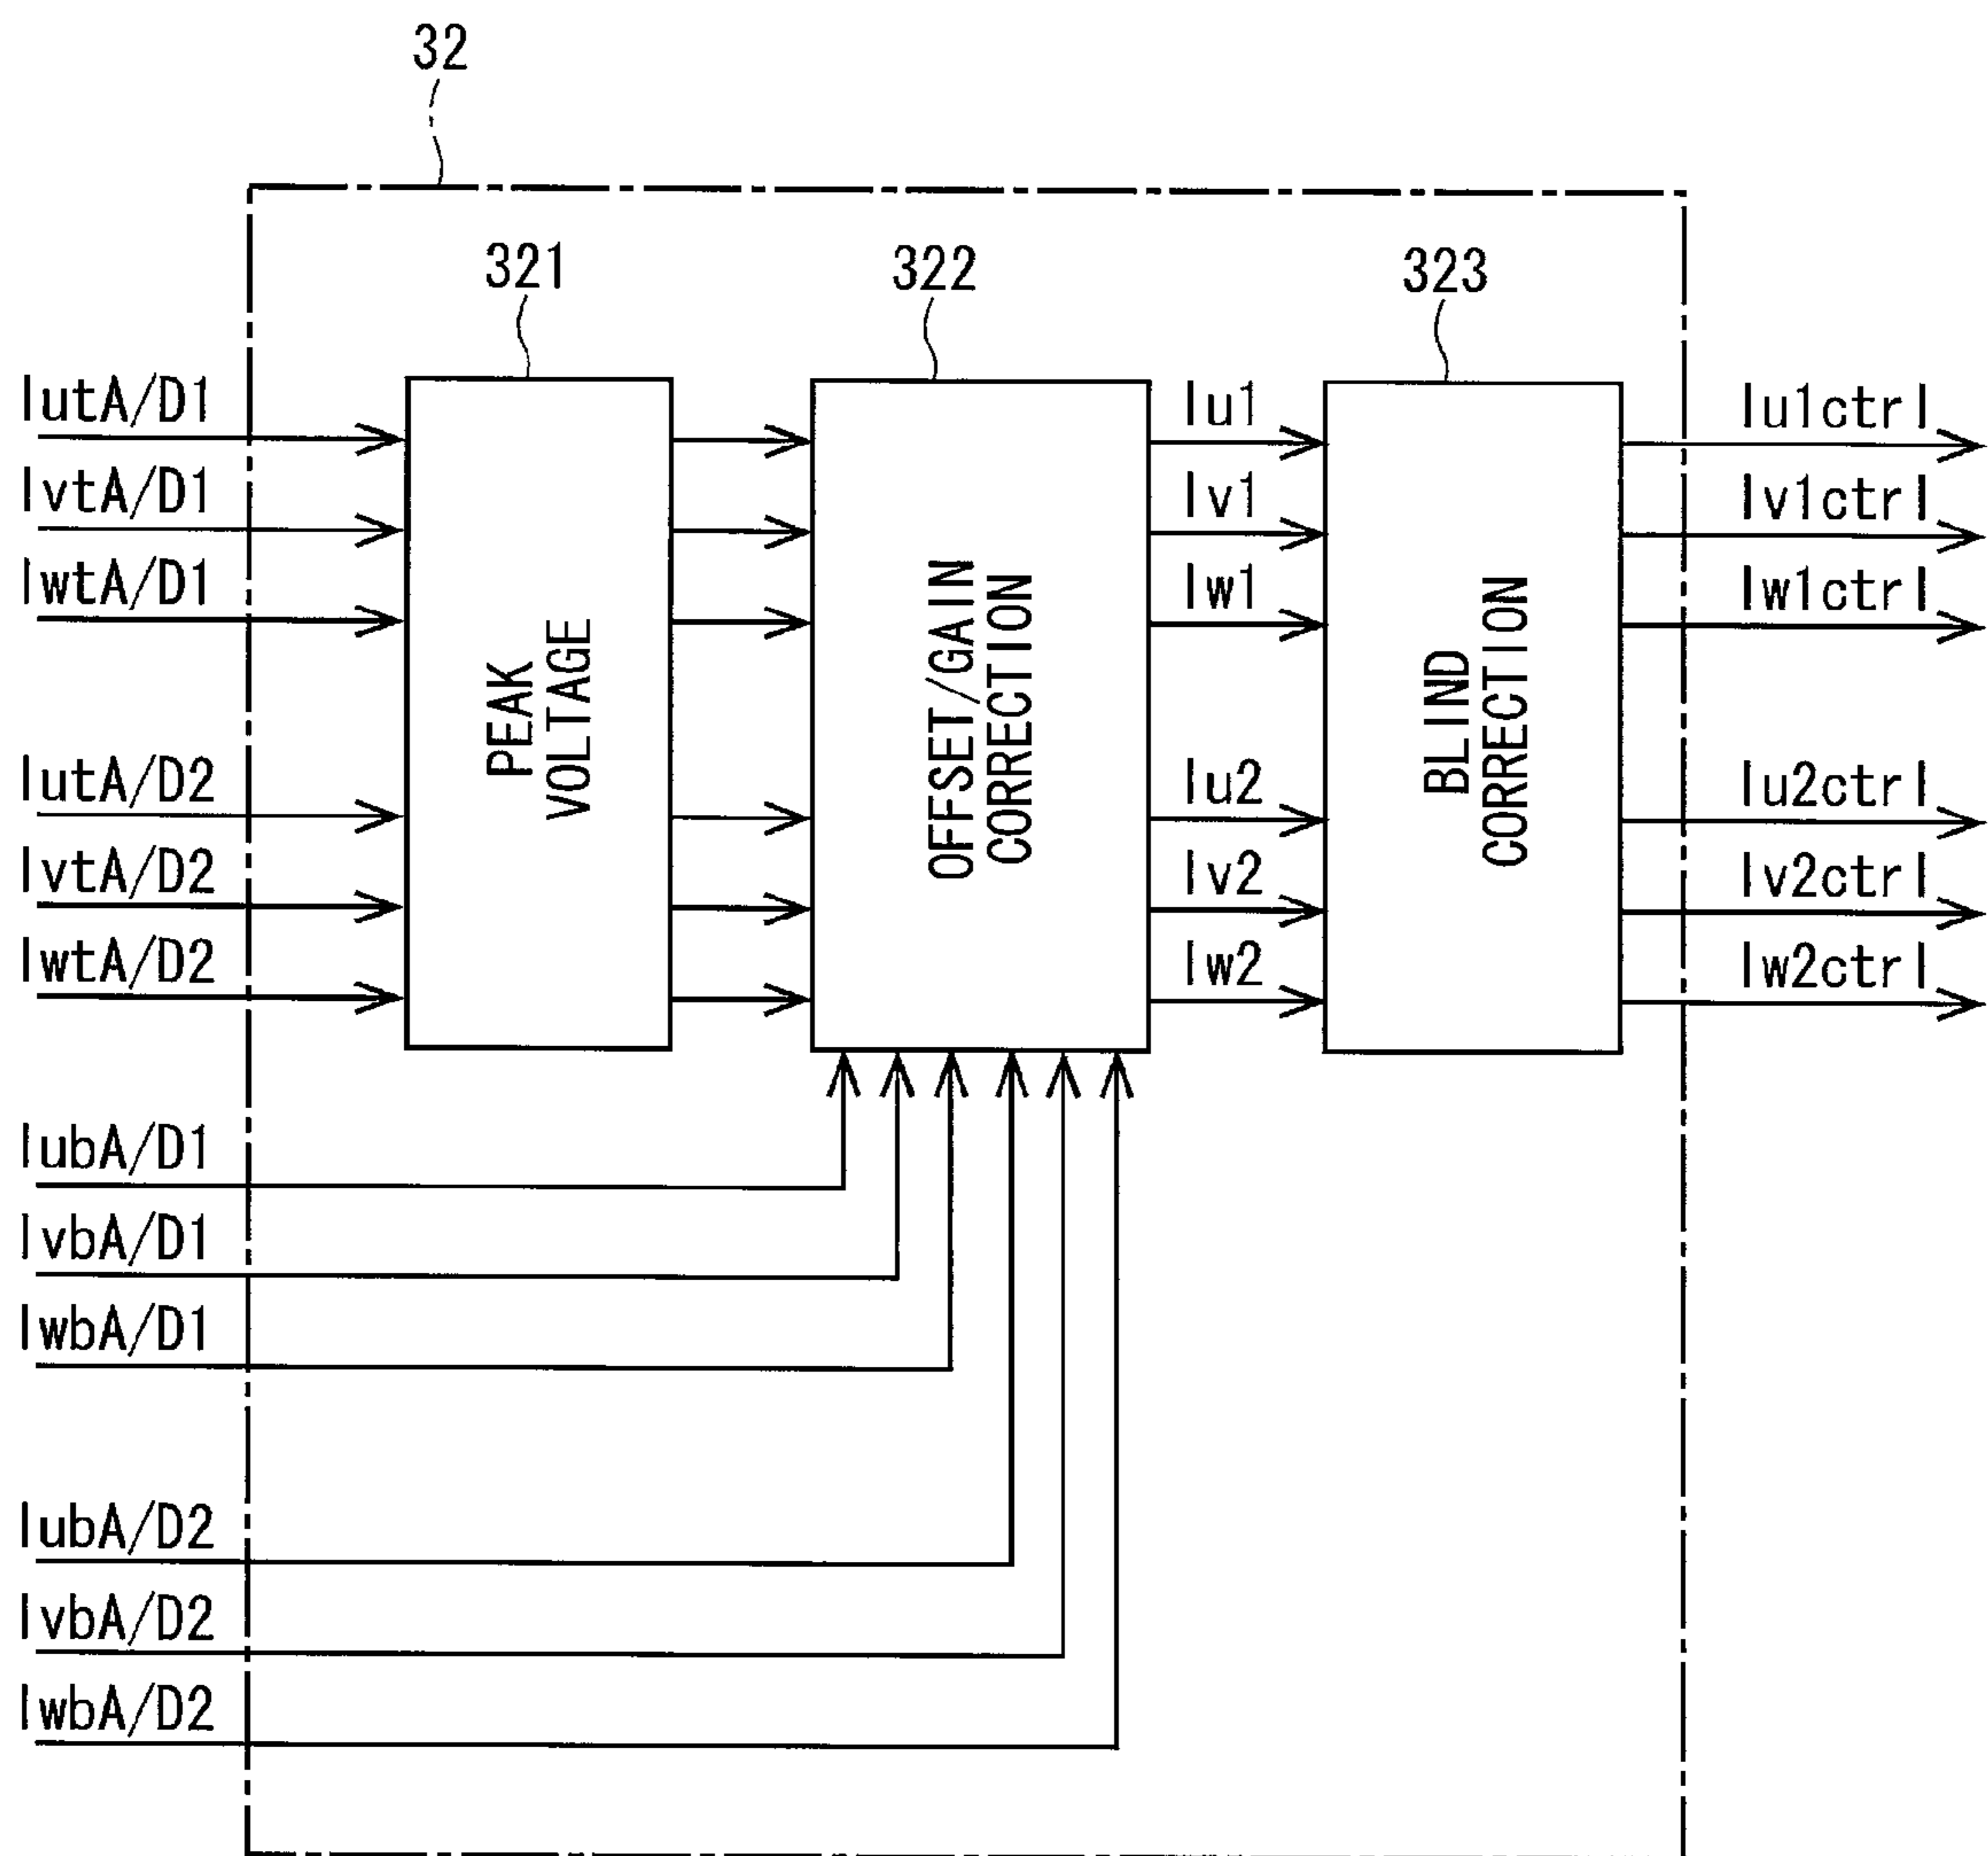 32
321
322
323
IutA/D1
IvtA/D1
IwtA/D1
IutA/D2
IvtA/D2
IwtA/D2
PEAK
VOLTAGE
OFFSET/GAIN
CORRECTION
Iu1
Iv1
Iw1
Iu2
Iv2
Iw2
BLIND
CORRECTION
Iu1ctrl
Iv1ctrl
Iw1ctrl
Iu2ctrl
Iv2ctrl
Iw2ctrl
IubA/D1
IvbA/D1
IwbA/D1
IubA/D2
IvbA/D2
IwbA/D2